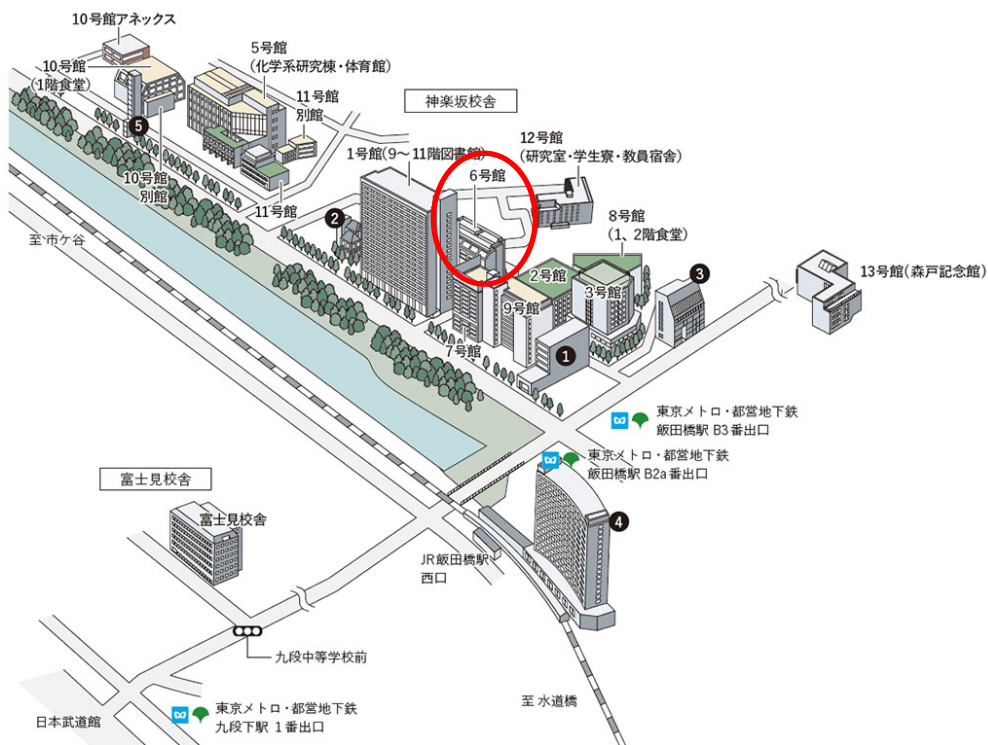 10号館アネックス
10号館
(1階食堂)
5号館
(化学系研究棟・体育館)
11号館
別館
神楽坂校舎
12号館
(研究室・学生寮・教員宿舎)
1号館(9〜11階図書館)
6号館
5
10号館
別館
11号館
2
8号館
(1、2階食堂)
至 市ケ谷
2号館
3号館
3
13号館(森戸記念館)
9号館
7号館
1
東京メトロ・都営地下鉄
飯田橋駅 B3番出口
東京メトロ・都営地下鉄
飯田橋駅 B2a番出口
富士見校舎
富士見校舎
4
JR飯田橋駅
西口
九段中等学校前
至 水道橋
日本武道館
東京メトロ・都営地下鉄
九段下駅 1番出口